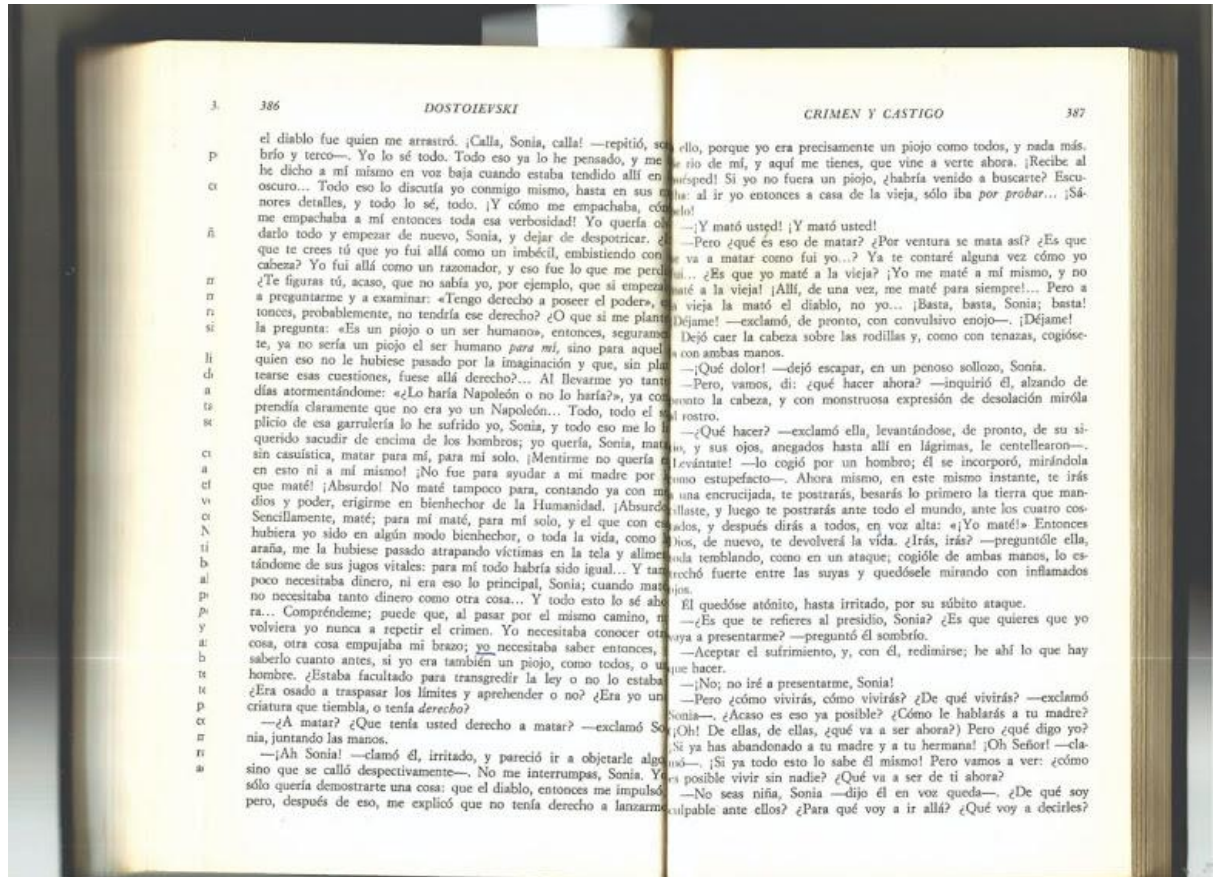 386 DOSTOIEVSKI
el diablo fue quien me arrastró. ¡Calla, Sonia, calla! —repitió, so
brío y terco—. Yo lo sé todo. Todo eso ya lo he pensado, y me
he dicho a mí mismo en voz baja cuando estaba tendido allí en
oscuro... Todo eso lo discutía yo conmigo mismo, hasta en sus
nores detalles, y todo lo sé, todo. ¡Y cómo me empachaba, cóm
me empachaba a mí entonces toda esa verbosidad! Yo quería ol
darlo todo y empezar de nuevo, Sonia, y dejar de despotricar.
que te crees tú que yo fui allá como un imbécil, embistiendo con
cabeza? Yo fui allá como un razonador, y eso fue lo que me perd
¿Te figuras tú, acaso, que no sabía yo, por ejemplo, que si empeza
a preguntarme y a examinar: «Tengo derecho a poseer el poder»,
tonces, probablemente, no tendría ese derecho? ¿O que si me plant
la pregunta: «Es un piojo o un ser humano», entonces, segurame
te, ya no sería un piojo el ser humano para mí, sino para aquel
quien eso no le hubiese pasado por la imaginación y que, sin pla
tearse esas cuestiones, fuese allá derecho?... Al llevarme yo tant
días atormentándome: «¿Lo haría Napoleón o no lo haría?», ya co
prendía claramente que no era yo un Napoleón... Todo, todo el s
plicio de esa garrulería lo he sufrido yo, Sonia, y todo eso me lo h
querido sacudir de encima de los hombros; yo quería, Sonia, mata
sin casuística, matar para mí, para mí solo. ¡Mentirme no quería
en esto ni a mí mismo! ¡No fue para ayudar a mi madre por
que maté! ¡Absurdo! No maté tampoco para, contando ya con m
dios y poder, erigirme en bienhechor de la Humanidad. ¡Absurdo
Sencillamente, maté; para mí maté, para mí solo, y el que con es
hubiera yo sido en algún modo bienhechor, o toda la vida, como
araña, me la hubiese pasado atrapando víctimas en la tela y alimen
tándome de sus jugos vitales: para mí todo habría sido igual... Y tam
poco necesitaba dinero, ni era eso lo principal, Sonia; cuando maté
no necesitaba tanto dinero como otra cosa... Y todo esto lo sé aho
ra... Compréndeme; puede que, al pasar por el mismo camino, n
volviera yo nunca a repetir el crimen. Yo necesitaba conocer otr
cosa, otra cosa empujaba mi brazo; yo necesitaba saber entonces,
saberlo cuanto antes, si yo era también un piojo, como todos, o u
hombre. ¿Estaba facultado para transgredir la ley o no lo estaba
¿Era osado a traspasar los límites y aprehender o no? ¿Era yo un
criatura que tiembla, o tenía derecho?
—¿A matar? ¿Que tenía usted derecho a matar? —exclamó So
nia, juntando las manos.
—¡Ah Sonia! —clamó él, irritado, y pareció ir a objetarle algo
sino que se calló despectivamente—. No me interrumpas, Sonia. Yo
sólo quería demostrarte una cosa: que el diablo, entonces me impulsó
pero, después de eso, me explicó que no tenía derecho a lanzarme
CRIMEN Y CASTIGO 387
ello, porque yo era precisamente un piojo como todos, y nada más.
e rio de mí, y aquí me tienes, que vine a verte ahora. ¡Recibe al
uésped! Si yo no fuera un piojo, ¿habría venido a buscarte? Escu-
ha: al ir yo entonces a casa de la vieja, sólo iba por probar... ¡Sá-
elo!
—¡Y mató usted! ¡Y mató usted!
—Pero ¿qué es eso de matar? ¿Por ventura se mata así? ¿Es que
e va a matar como fui yo...? Ya te contaré alguna vez cómo yo
ui... ¿Es que yo maté a la vieja? ¡Yo me maté a mí mismo, y no
maté a la vieja! ¡Allí, de una vez, me maté para siempre!... Pero a
a vieja la mató el diablo, no yo... ¡Basta, basta, Sonia; basta!
Déjame! —exclamó, de pronto, con convulsivo enojo—. ¡Déjame!
Dejó caer la cabeza sobre las rodillas y, como con tenazas, cogióse-
a con ambas manos.
—¡Qué dolor! —dejó escapar, en un penoso sollozo, Sonia.
—Pero, vamos, di: ¿qué hacer ahora? —inquirió él, alzando de
pronto la cabeza, y con monstruosa expresión de desolación miróla
al rostro.
—¿Qué hacer? —exclamó ella, levantándose, de pronto, de su si-
tio, y sus ojos, anegados hasta allí en lágrimas, le centellearon—.
¡Levántate! —lo cogió por un hombro; él se incorporó, mirándola
como estupefacto—. Ahora mismo, en este mismo instante, te irás
a una encrucijada, te postrarás, besarás lo primero la tierra que man-
cillaste, y luego te postrarás ante todo el mundo, ante los cuatro cos-
tados, y después dirás a todos, en voz alta: «¡Yo maté!» Entonces
Dios, de nuevo, te devolverá la vida. ¿Irás, irás? —preguntóle ella,
toda temblando, como en un ataque; cogióle de ambas manos, lo es-
trechó fuerte entre las suyas y quedósele mirando con inflamados
ojos.
Él quedóse atónito, hasta irritado, por su súbito ataque.
—¿Es que te refieres al presidio, Sonia? ¿Es que quieres que yo
vaya a presentarme? —preguntó él sombrío.
—Aceptar el sufrimiento, y, con él, redimirse; he ahí lo que hay
que hacer.
—¡No; no iré a presentarme, Sonia!
—Pero ¿cómo vivirás, cómo vivirás? ¿De qué vivirás? —exclamó
Sonia—. ¿Acaso es eso ya posible? ¿Cómo le hablarás a tu madre?
(¡Oh! De ellas, de ellas, ¿qué va a ser ahora?) Pero ¿qué digo yo?
¡Si ya has abandonado a tu madre y a tu hermana! ¡Oh Señor! —cla-
mó—. ¡Si ya todo esto lo sabe él mismo! Pero vamos a ver: ¿cómo
es posible vivir sin nadie? ¿Qué va a ser de ti ahora?
—No seas niña, Sonia —dijo él en voz queda—. ¿De qué soy
culpable ante ellos? ¿Para qué voy a ir allá? ¿Qué voy a decirles?